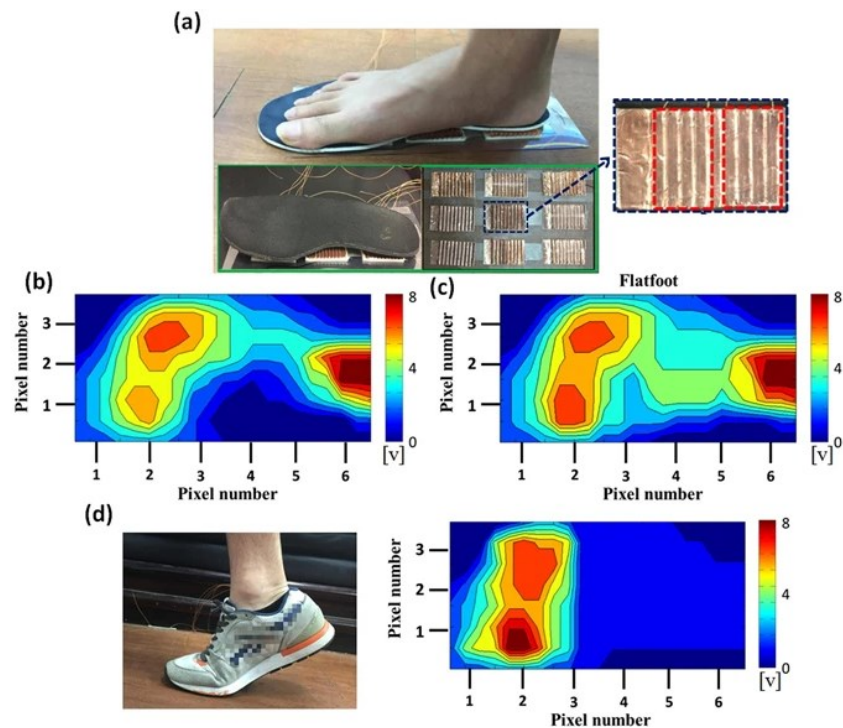 (a)
(b)
8
4
0
[v]
Pixel number
3
2
1
1 2 3 4 5 6
Pixel number
(c)
Flatfoot
8
4
0
[v]
Pixel number
3
2
1
1 2 3 4 5 6
Pixel number
(d)
8
4
0
[v]
Pixel number
3
2
1
1 2 3 4 5 6
Pixel number